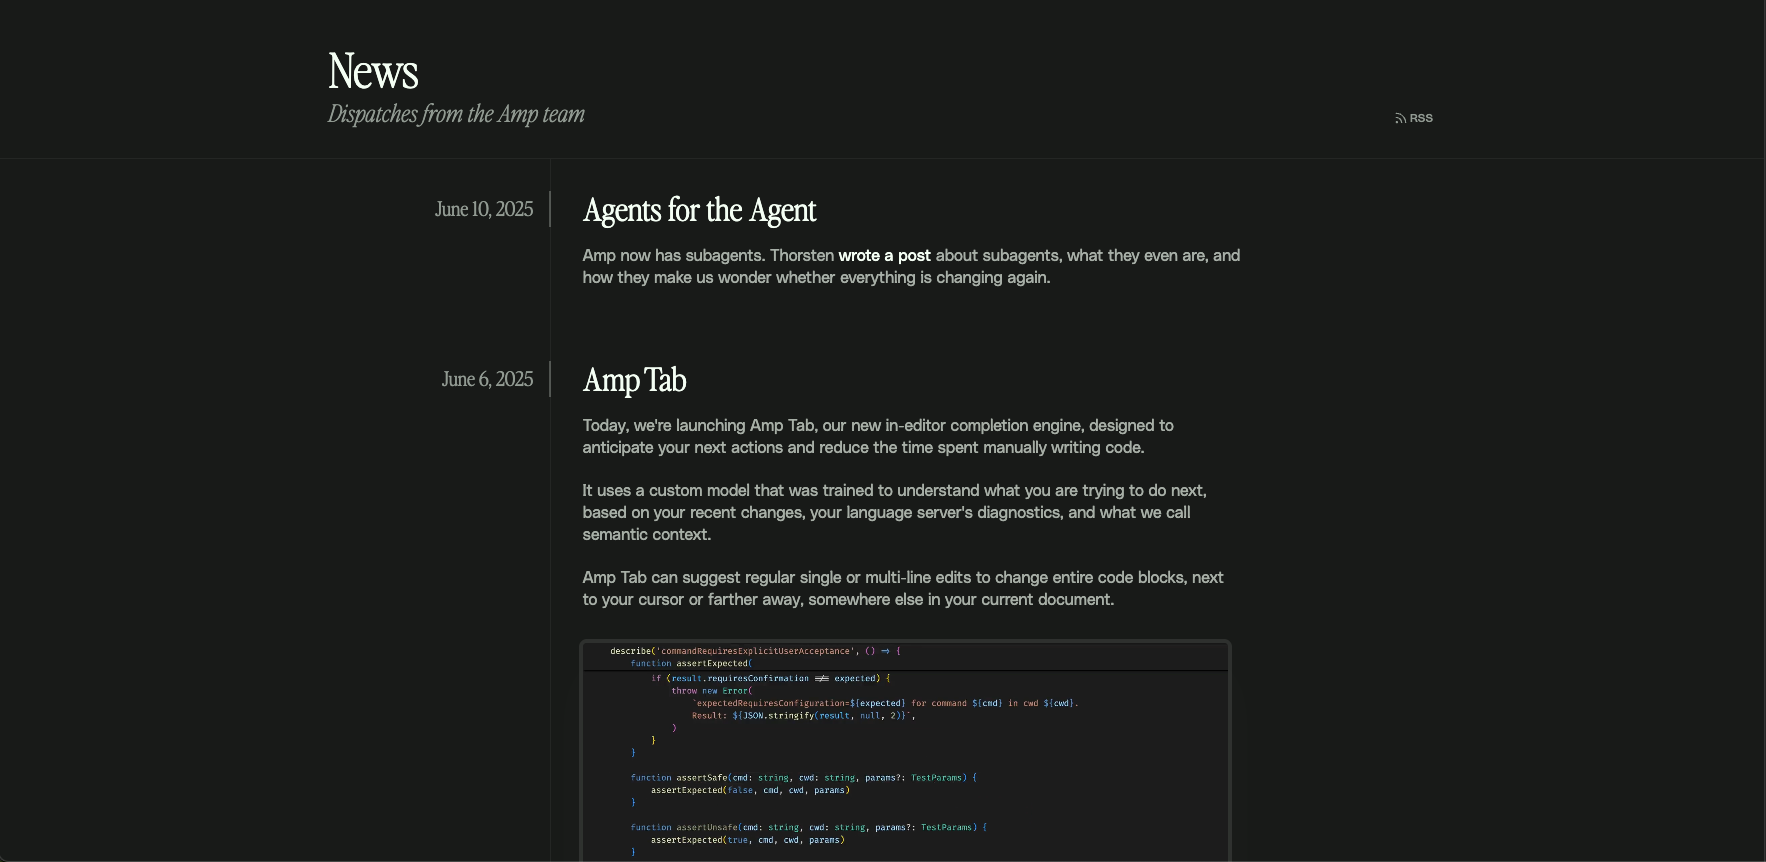 News
Dispatches from the Amp team
RSS
June 10, 2025
Agents for the Agent
Amp now has subagents. Thorsten wrote a post about subagents, what they even are, and
how they make us wonder whether everything is changing again.
June 6, 2025
Amp Tab
Today, we're launching Amp Tab, our new in-editor completion engine, designed to
anticipate your next actions and reduce the time spent manually writing code.
It uses a custom model that was trained to understand what you are trying to do next,
based on your recent changes, your language server's diagnostics, and what we call
semantic context.
Amp Tab can suggest regular single or multi-line edits to change entire code blocks, next
to your cursor or farther away, somewhere else in your current document.
describe('commandRequiresExplicitUserAcceptance', () => {
function assertExpected(
if (result.requiresConfirmation !== expected) {
throw new Error(
`expectedRequiresConfiguration=${expected} for command ${cmd} in cwd ${cwd}.
Result: ${JSON.stringify(result, null, 2)}`,
)
}
}
function assertSafe(cmd: string, cwd: string, params?: TestParams) {
assertExpected(false, cmd, cwd, params)
}
function assertUnsafe(cmd: string, cwd: string, params?: TestParams) {
assertExpected(true, cmd, cwd, params)
}